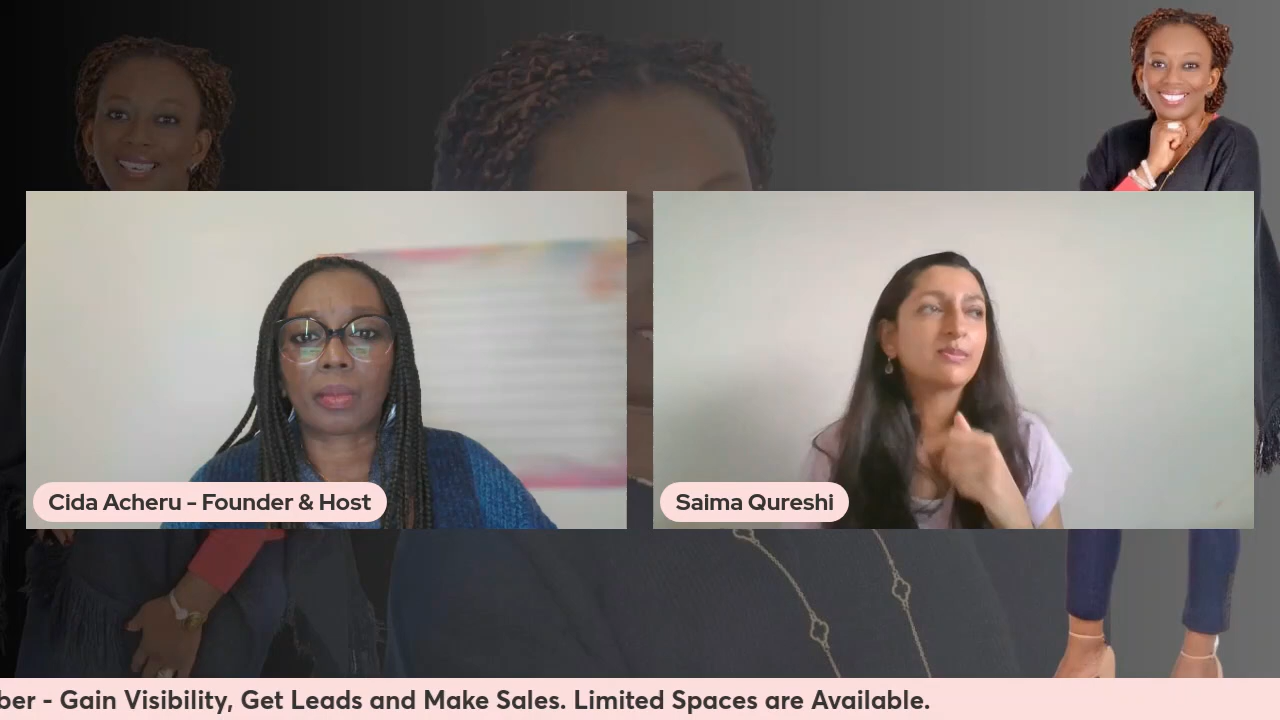 Cida Acheru - Founder & Host
Saima Qureshi
ber - Gain Visibility, Get Leads and Make Sales. Limited Spaces are Available.